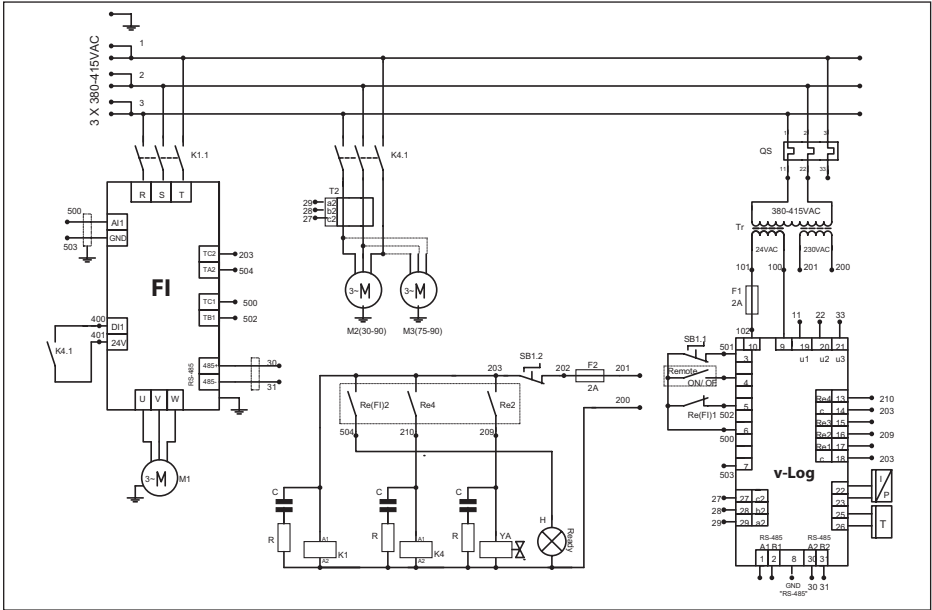 3 X 380-415VAC
1
2
3
K1.1
K4.1
QS
1 2 3
11 22 33
R S T
FI
500
503
AI1
GND
TC2 203
TA2 504
TC1 500
TB1 502
400
401
DI1
24V
K4.1
RS-485
485+ 30
485- 31
U V W
3~ M M1
T2
29 a2
28 b2
27 c2
3~ M
3~ M
M2(30-90) M3(75-90)
380-415VAC
Tr
24VAC 230VAC
101 100 201 200
F1
2A
102
11 22 33
SB1.2
203 202 F2 201
2A
200
Re(FI)2 Re4 Re2
504 210 209
C C C
R R R
A1 A1
A2 A2
K1 K4 YA
H
Ready
501 SB1.1
Remote
ON/ OF
Re(FI)1 502
500
503
10 9 19 20 21
u1 u2 u3
3
4
5
6
7
v-Log
Re4 13 210
c 14 203
Re3 15
Re2 16 209
Re1 17
c 18 203
22
23
25
26
I
P
T
27 27 c2
28 28 b2
29 29 a2
RS-485 RS-485
A1 B1 A2 B2
1 2 8 30 31
GND 30 31
"RS-485"